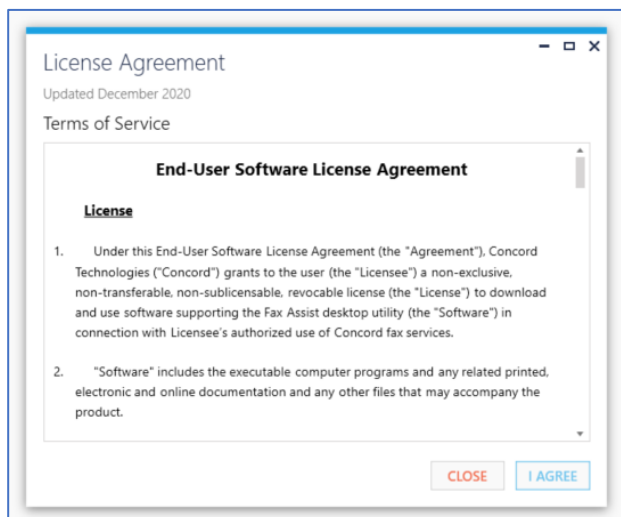 License Agreement
Updated December 2020
Terms of Service
End-User Software License Agreement
License
1. Under this End-User Software License Agreement (the "Agreement"), Concord
Technologies ("Concord") grants to the user (the "Licensee") a non-exclusive,
non-transferable, non-sublicensable, revocable license (the "License") to download
and use software supporting the Fax Assist desktop utility (the "Software") in
connection with Licensee's authorized use of Concord fax services.
2. "Software" includes the executable computer programs and any related printed,
electronic and online documentation and any other files that may accompany the
product.
CLOSE
I AGREE